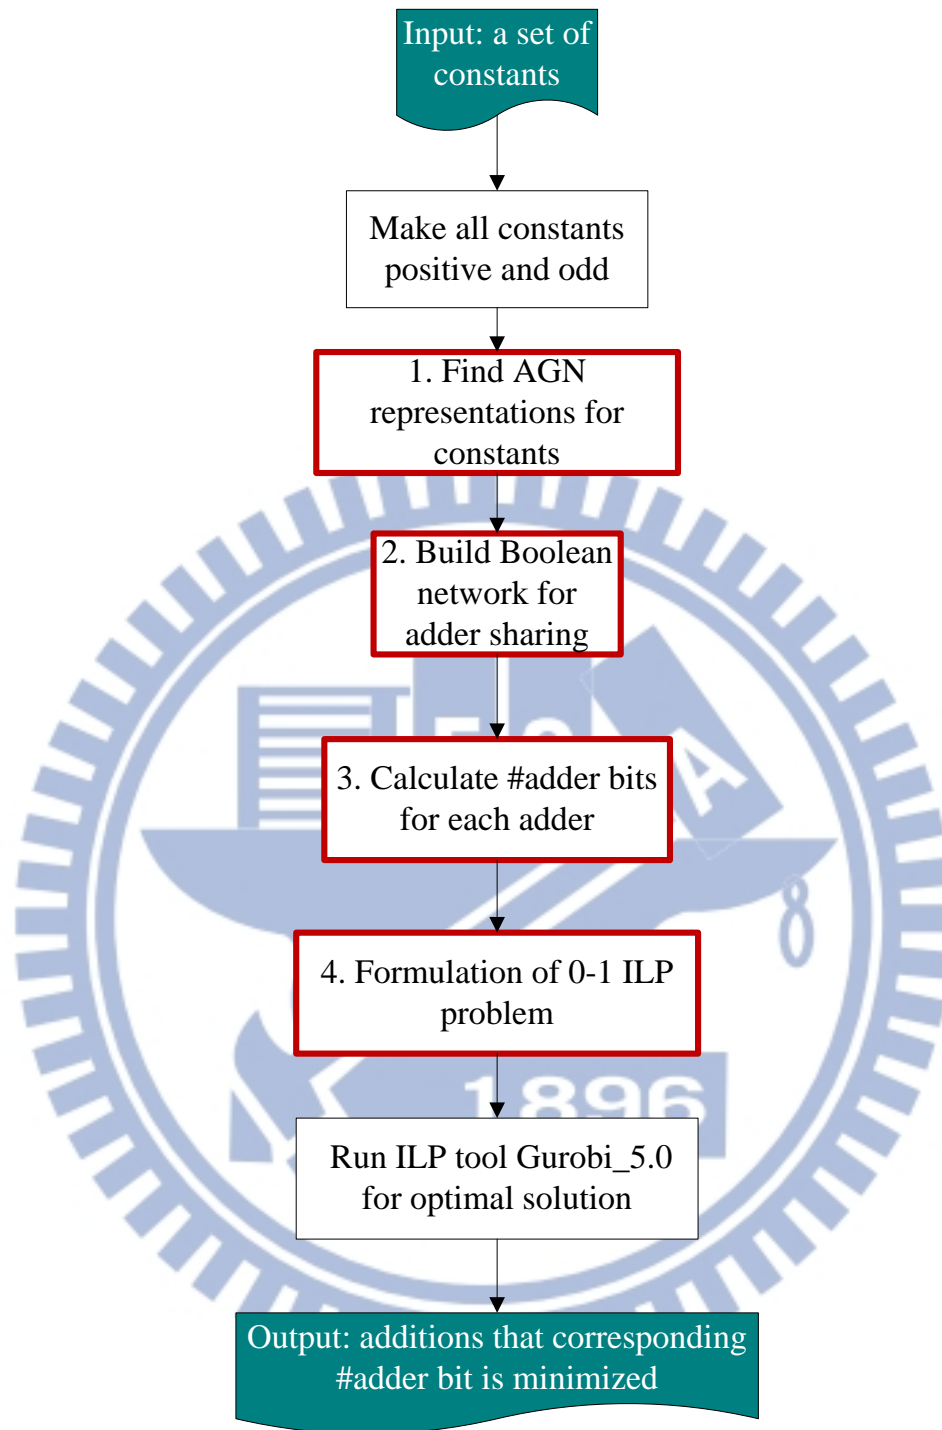 Input: a set of
constants
Make all constants
positive and odd
1. Find AGN
representations for
constants
2. Build Boolean
network for
adder sharing
3. Calculate #adder bits
for each adder
4. Formulation of 0-1 ILP
problem
1896
Run ILP tool Gurobi_5.0
for optimal solution
Output: additions that corresponding
#adder bit is minimized